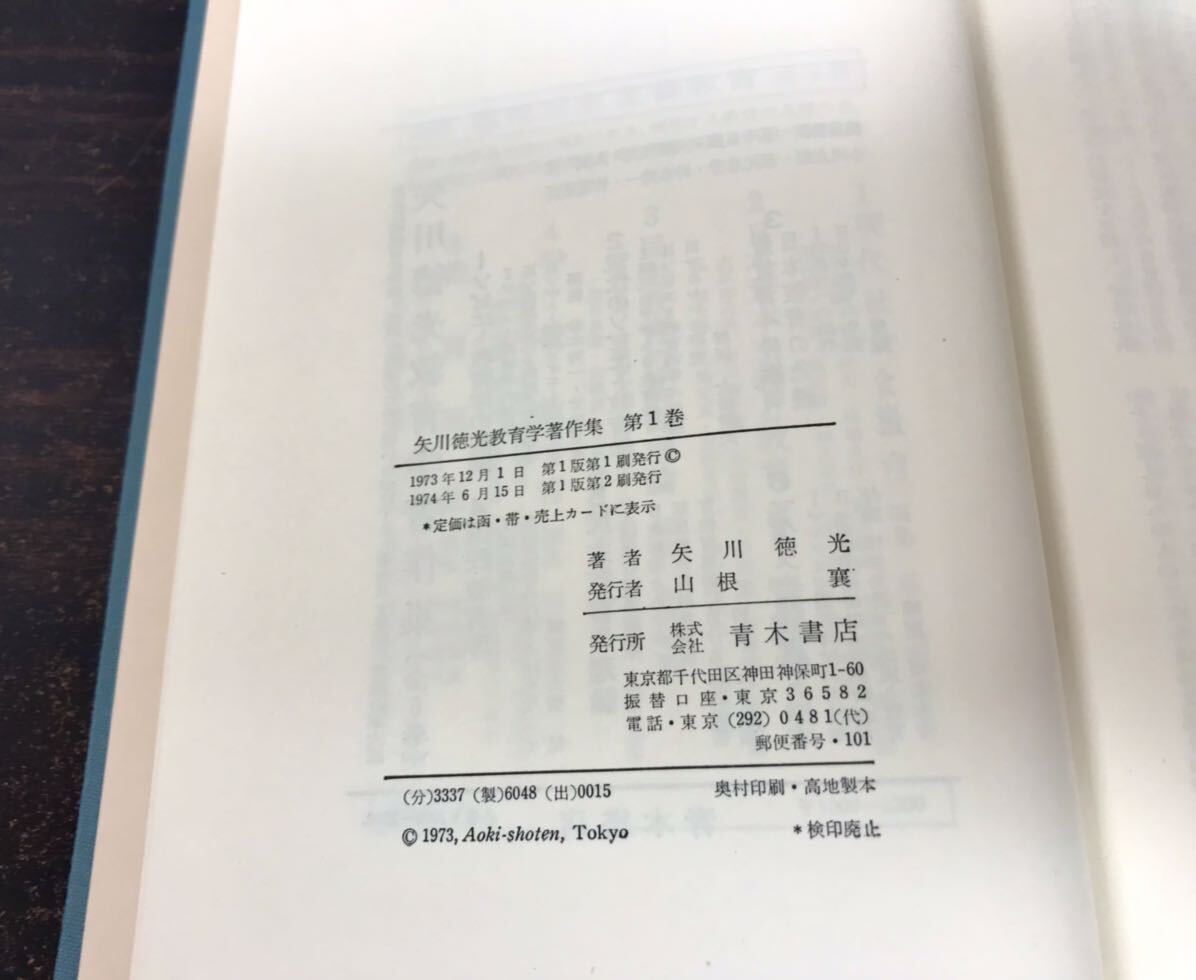 矢川徳光教育学著作集 第1巻
1973年12月1日 第1版第1刷発行©
1974年6月15日 第1版第2刷発行
*定価は函・帯・売上カードに表示
著者 矢川徳光
発行者 山根襄
発行所 株式会社 青木書店
東京都千代田区神田神保町1-60
振替口座・東京36582
電話・東京(292)0481(代)
郵便番号・101
(分)3337(製)6048(出)0015 奥村印刷・高地製本
© 1973, Aoki-shoten, Tokyo *検印廃止